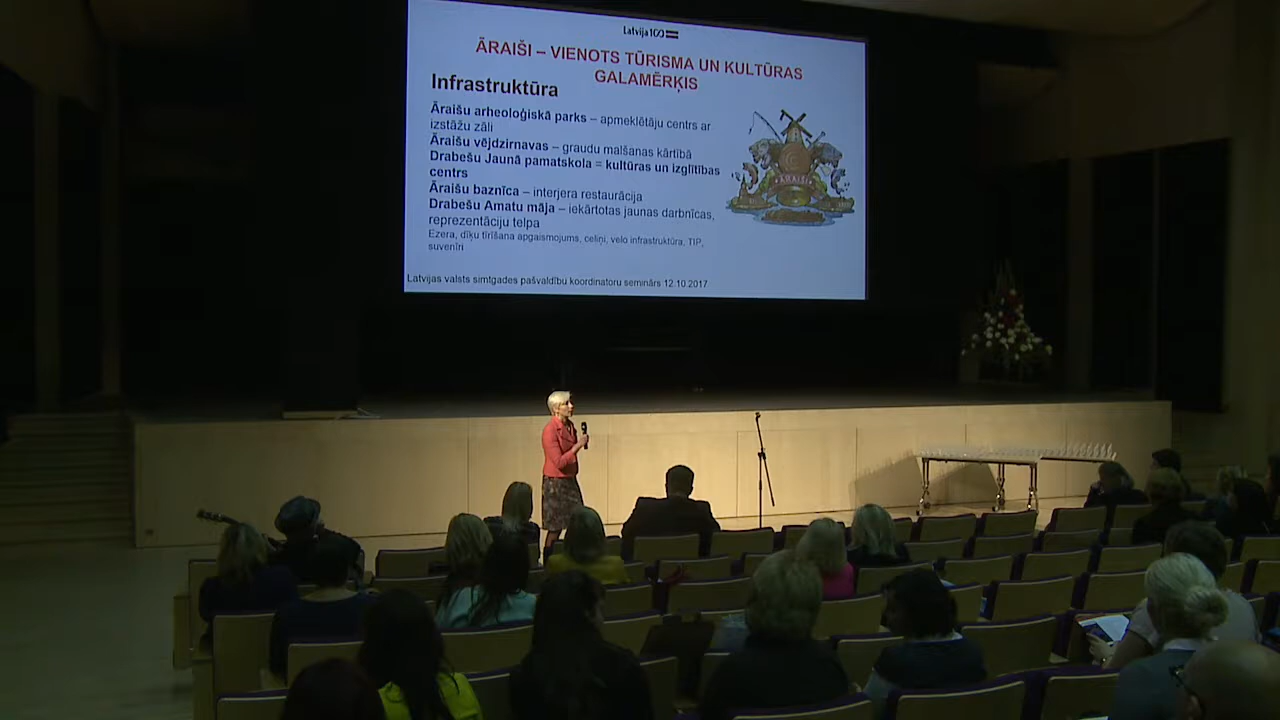 Latvija 100
ĀRAIŠI – VIENOTS TŪRISMA UN KULTŪRAS
GALAMĒRĶIS
Infrastruktūra
Āraišu arheoloģiskā parks – apmeklētāju centrs ar
izstāžu zāli
Āraišu vējdzirnavas – graudu malšanas kārtībā
Drabešu Jaunā pamatskola = kultūras un izglītības
centrs
Āraišu baznīca – interjera restaurācija
Drabešu Amatu māja – iekārtotas jaunas darbnīcas,
reprezentāciju telpa
Ezera, dīķu tīrīšana apgaismojums, celiņi, velo infrastruktūra, TIP,
suvenīri
ĀRAIŠI
Latvijas valsts simtgades pašvaldību koordinatoru seminārs 12.10.2017